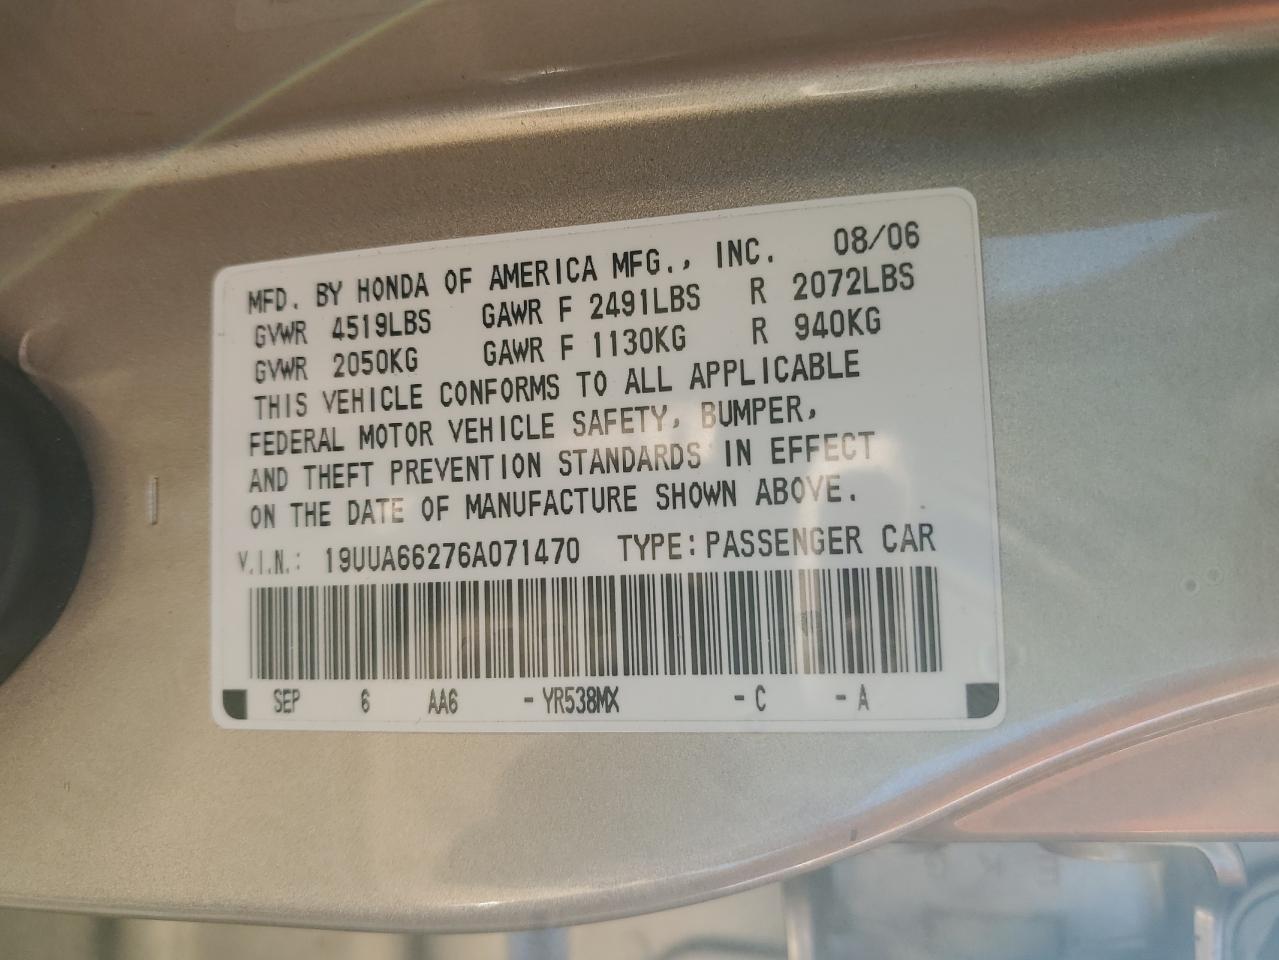 MFD. BY HONDA OF AMERICA MFG., INC. 08/06
GVWR 4519LBS GAWR F 2491LBS R 2072LBS
GVWR 2050KG GAWR F 1130KG R 940KG
THIS VEHICLE CONFORMS TO ALL APPLICABLE
FEDERAL MOTOR VEHICLE SAFETY, BUMPER,
AND THEFT PREVENTION STANDARDS IN EFFECT
ON THE DATE OF MANUFACTURE SHOWN ABOVE.
V.I.N.: 19UUA66276A071470 TYPE: PASSENGER CAR
SEP 6 AA6 -YR538MX -C -A